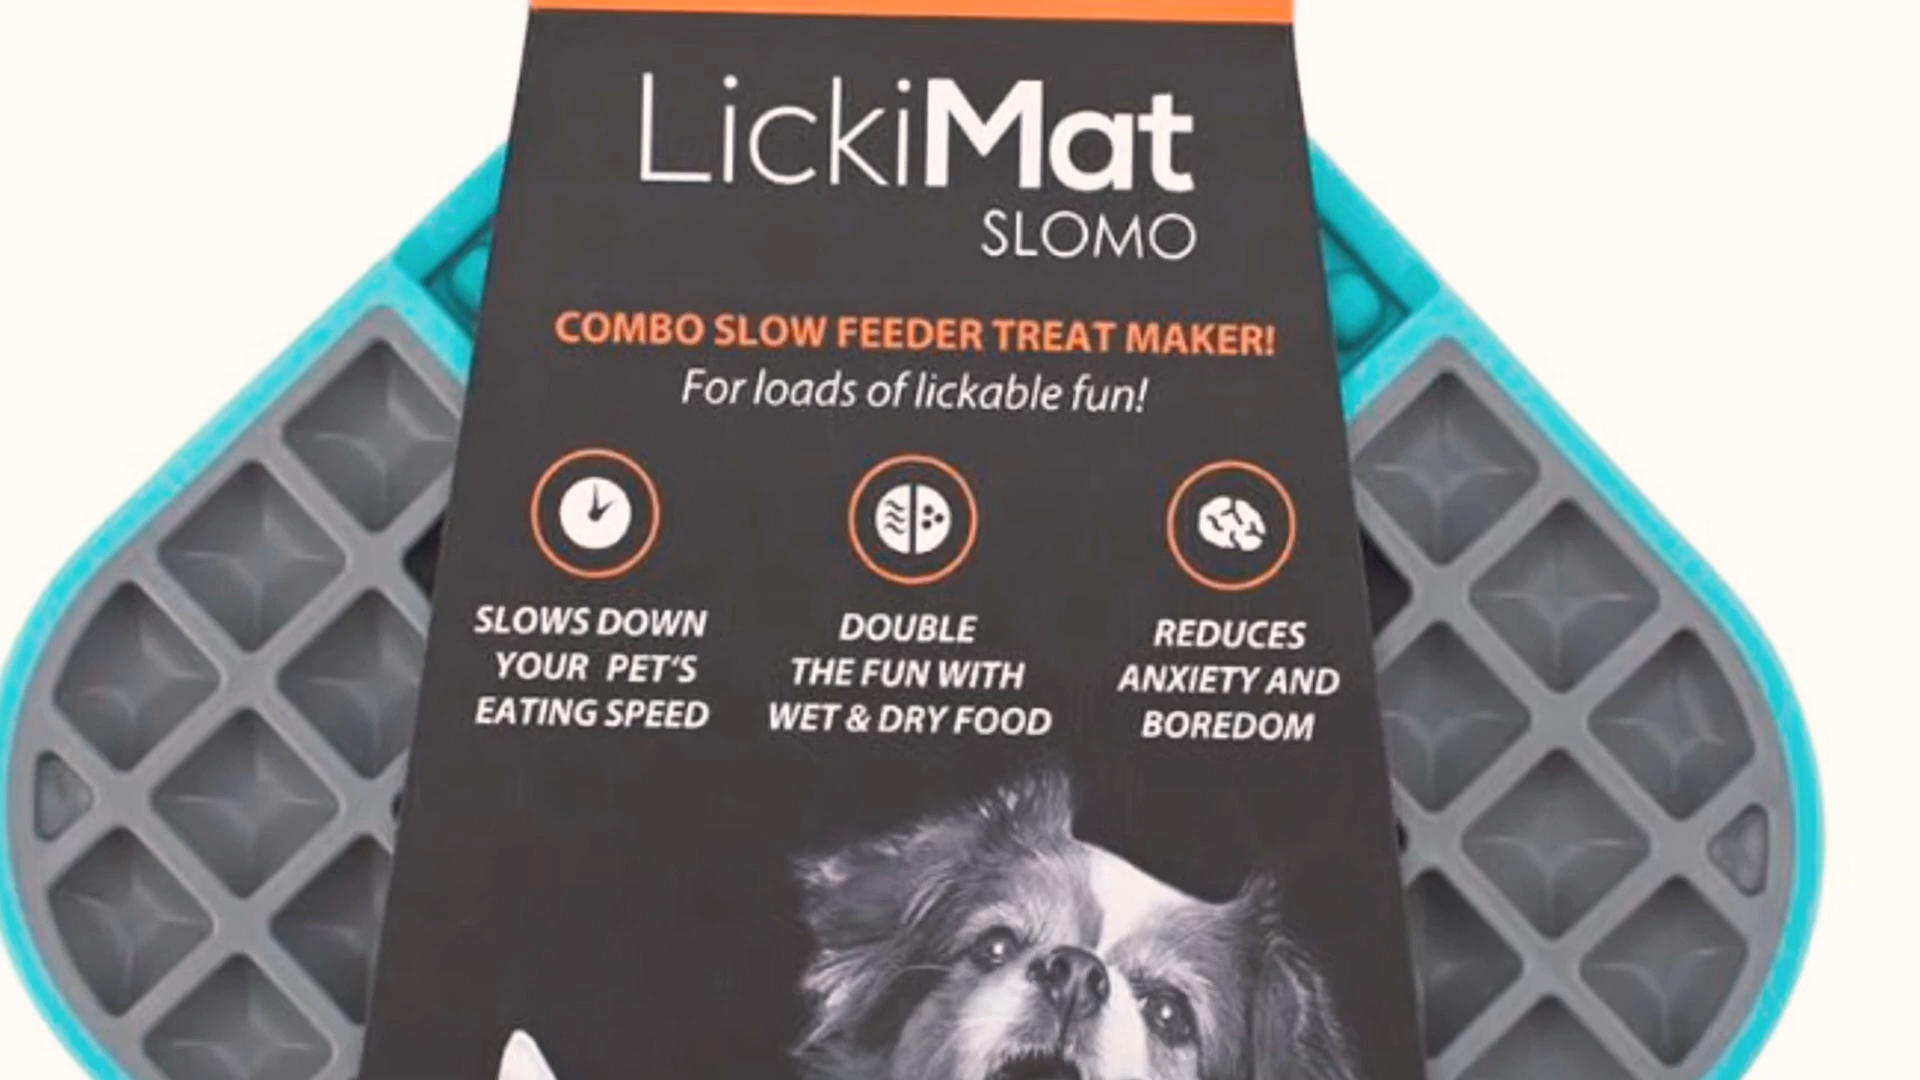 LickiMat
SLOMO
COMBO SLOW FEEDER TREAT MAKER!
For loads of lickable fun!
SLOWS DOWN
YOUR PET'S
EATING SPEED
DOUBLE
THE FUN WITH
WET & DRY FOOD
REDUCES
ANXIETY AND
BOREDOM